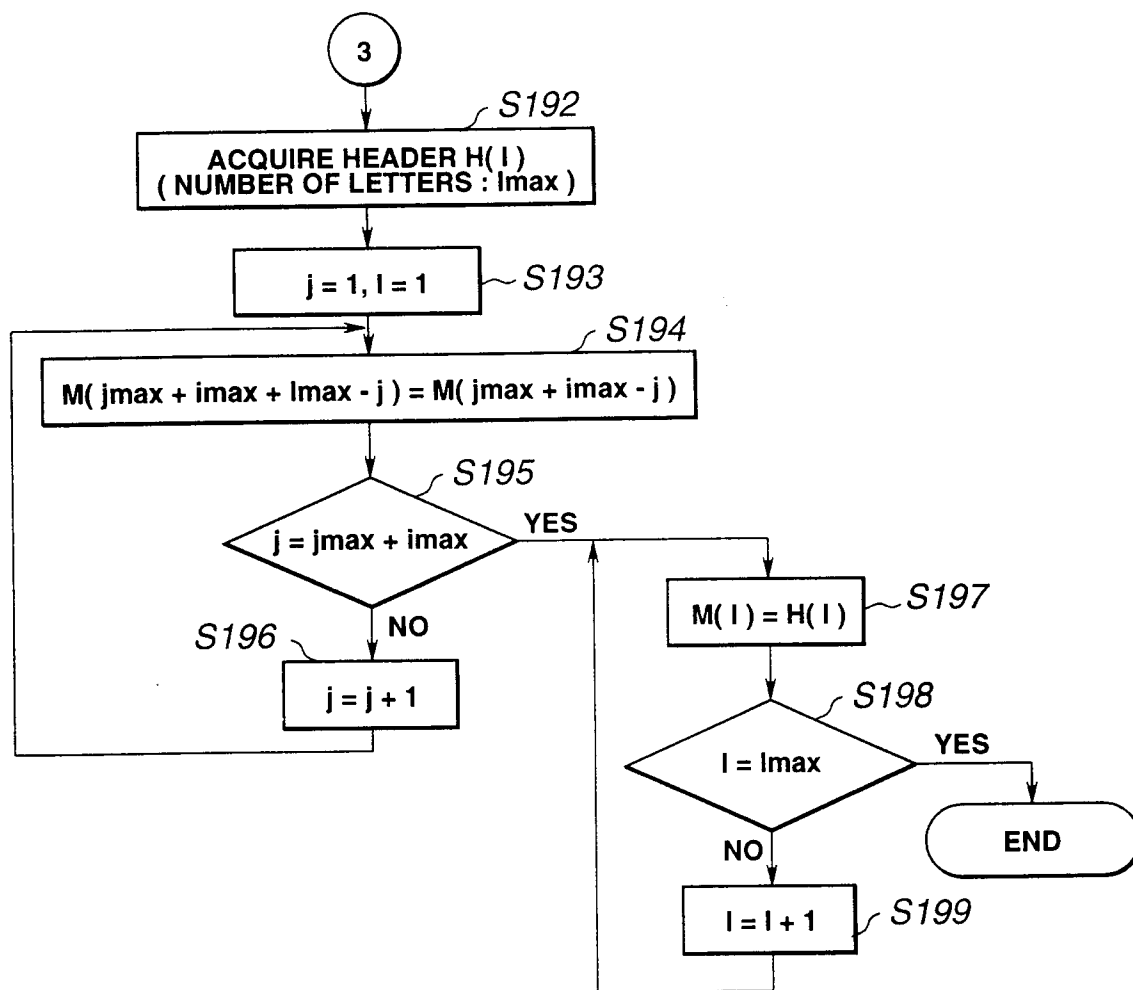 3
S192
ACQUIRE HEADER H( l )
( NUMBER OF LETTERS : lmax )
j = 1, l = 1
S193
S194
M( jmax + imax + lmax - j ) = M( jmax + imax - j )
S195
j = jmax + imax
YES
NO
S196
j = j + 1
M( l ) = H( l )
S197
S198
l = lmax
YES
END
NO
l = l + 1
S199